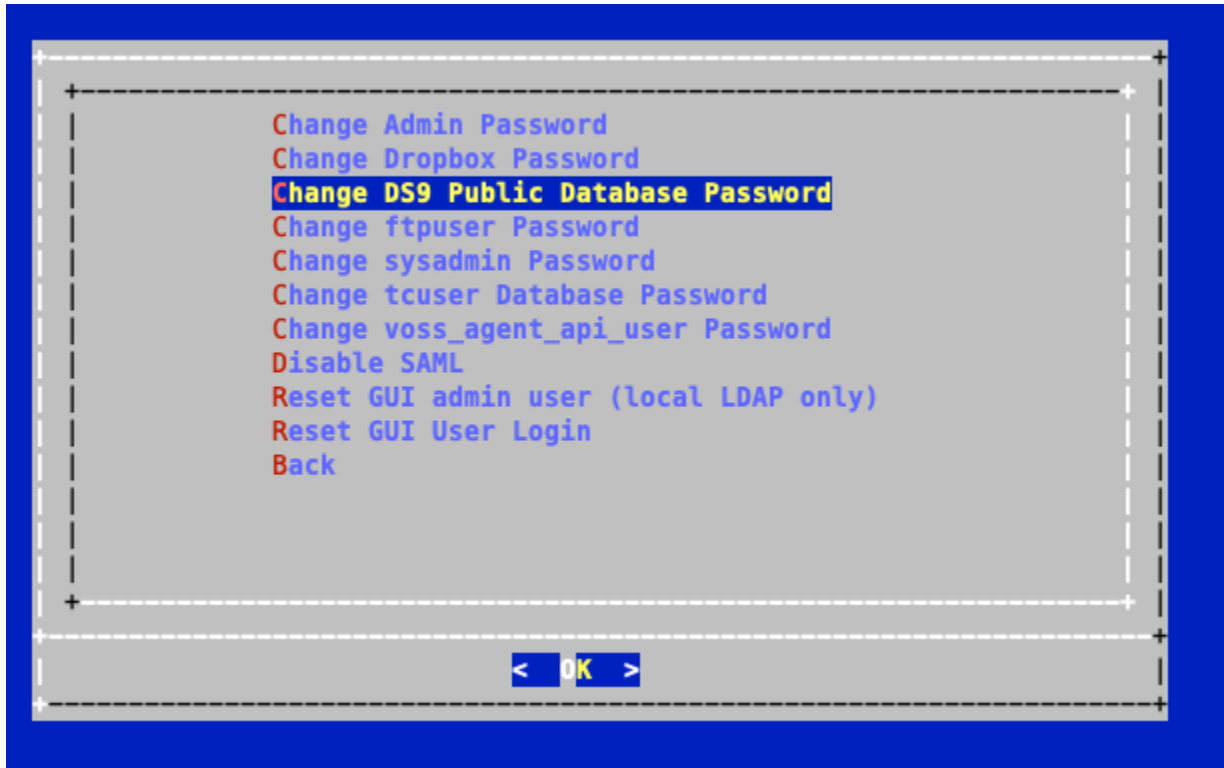 Change Admin Password
Change Dropbox Password
Change DS9 Public Database Password
Change ftpuser Password
Change sysadmin Password
Change tcuser Database Password
Change voss_agent_api_user Password
Disable SAML
Reset GUI admin user (local LDAP only)
Reset GUI User Login
Back
< OK >